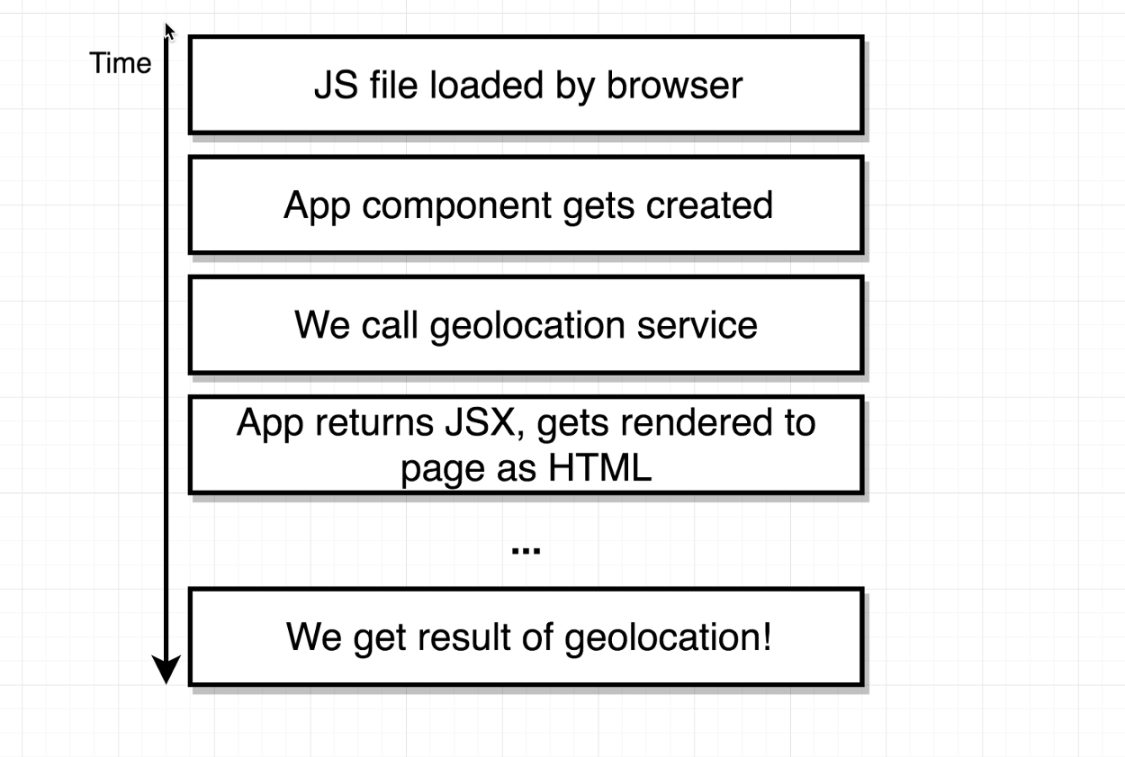 Time
JS file loaded by browser
App component gets created
We call geolocation service
App returns JSX, gets rendered to
page as HTML
...
We get result of geolocation!